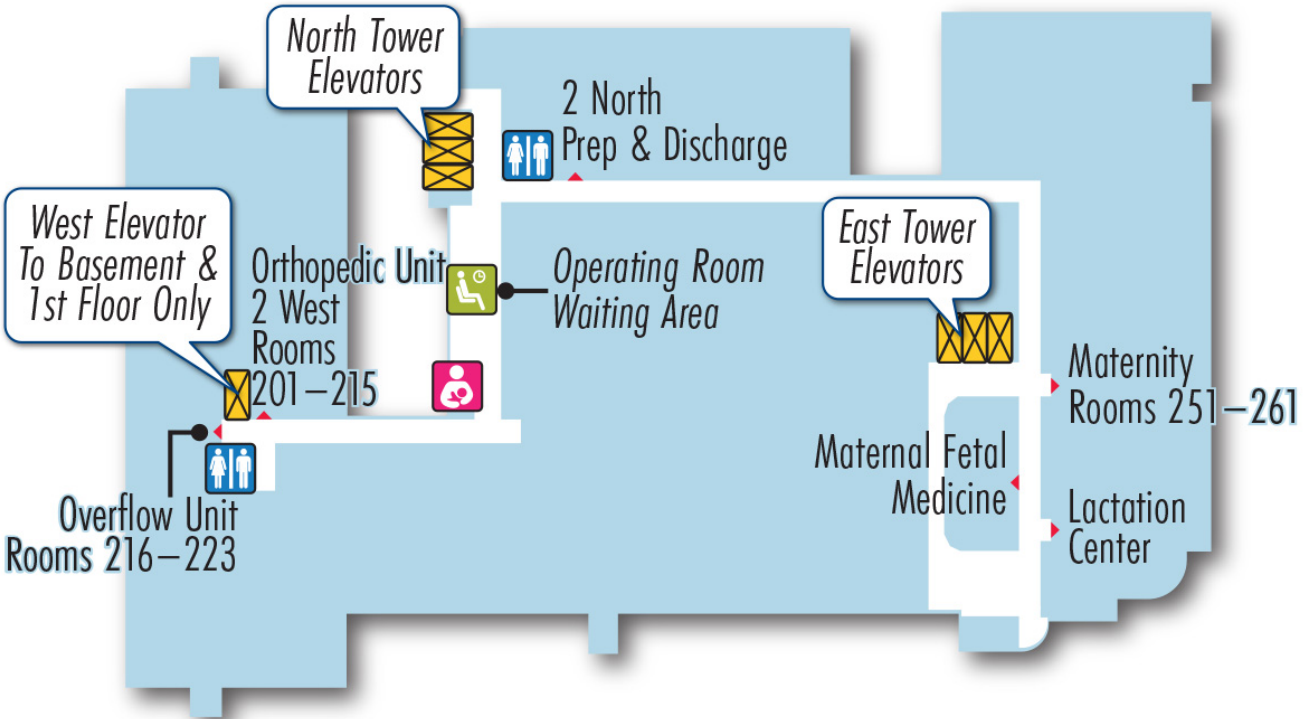 North Tower
Elevators
2 North
Prep & Discharge
West Elevator
To Basement &
1st Floor Only
Orthopedic Unit
2 West
Rooms
201–215
Operating Room
Waiting Area
East Tower
Elevators
Maternity
Rooms 251–261
Maternal Fetal
Medicine
Lactation
Center
Overflow Unit
Rooms 216–223